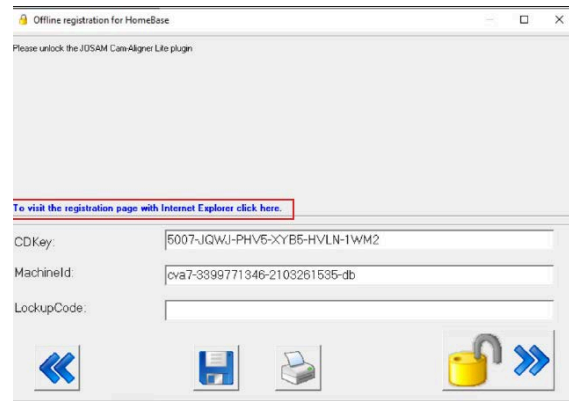 Offline registration for HomeBase
Please unlock the JOSAM Cam-Aligner Lite plugin
To visit the registration page with Internet Explorer click here.
CDKey: 5007-JQWJ-PHV5-XYB5-HVLN-1WM2
MachineId: cva7-3399771346-2103261535-db
LockupCode: